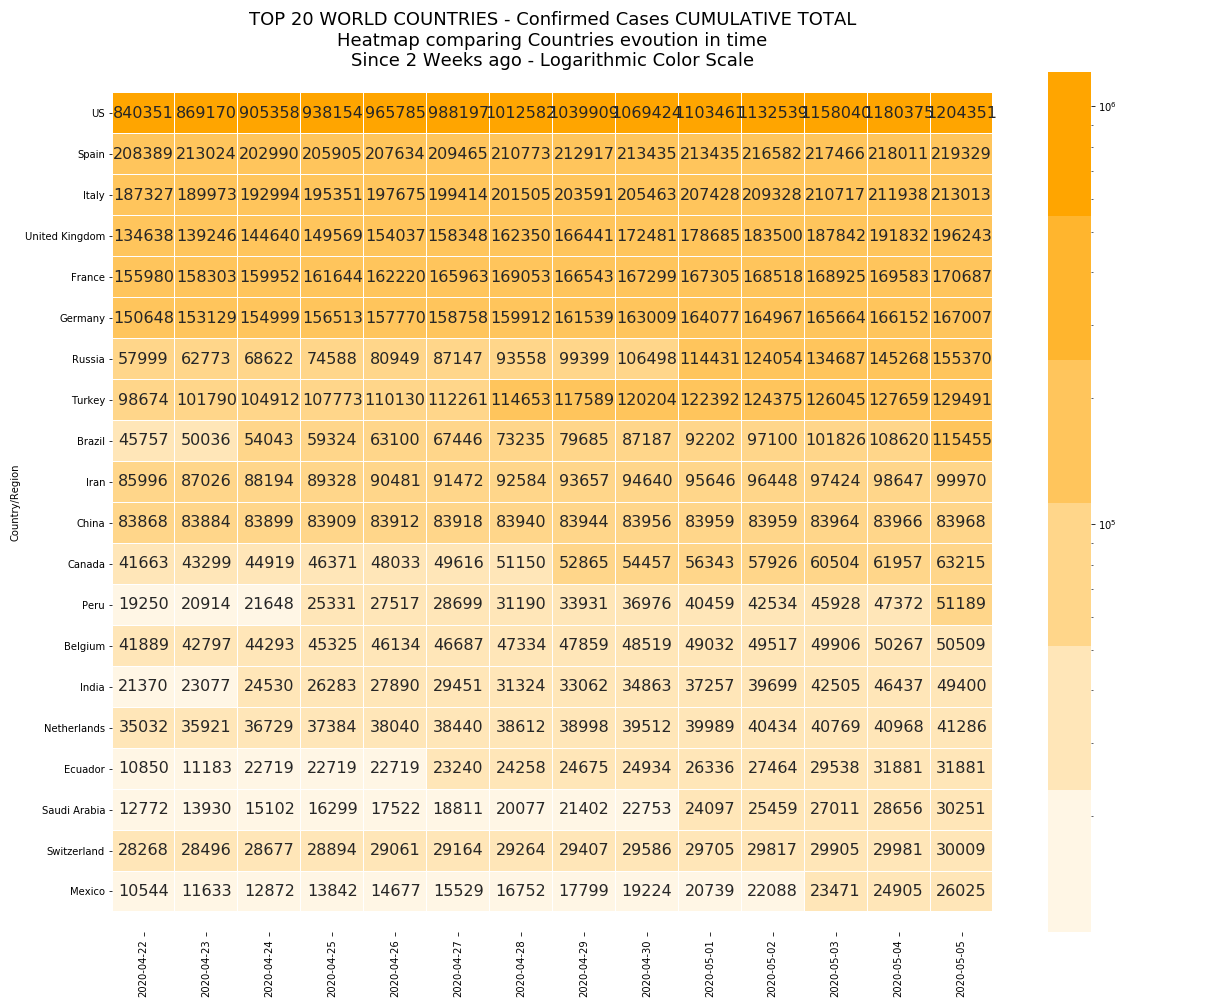 TOP 20 WORLD COUNTRIES - Confirmed Cases CUMULATIVE TOTAL
Heatmap comparing Countries evoution in time
Since 2 Weeks ago - Logarithmic Color Scale
US 840351 869170 905358 938154 965785 988197 1012582 1039909 1069424 1103461 1132539 1158040 1180375 1204351
Spain 208389 213024 202990 205905 207634 209465 210773 212917 213435 213435 216582 217466 218011 219329
Italy 187327 189973 192994 195351 197675 199414 201505 203591 205463 207428 209328 210717 211938 213013
United Kingdom 134638 139246 144640 149569 154037 158348 162350 166441 172481 178685 183500 187842 191832 196243
France 155980 158303 159952 161644 162220 165963 169053 166543 167299 167305 168518 168925 169583 170687
Germany 150648 153129 154999 156513 157770 158758 159912 161539 163009 164077 164967 165664 166152 167007
Russia 57999 62773 68622 74588 80949 87147 93558 99399 106498 114431 124054 134687 145268 155370
Turkey 98674 101790 104912 107773 110130 112261 114653 117589 120204 122392 124375 126045 127659 129491
Brazil 45757 50036 54043 59324 63100 67446 73235 79685 87187 92202 97100 101826 108620 115455
Iran 85996 87026 88194 89328 90481 91472 92584 93657 94640 95646 96448 97424 98647 99970
China 83868 83884 83899 83909 83912 83918 83940 83944 83956 83959 83959 83964 83966 83968
Canada 41663 43299 44919 46371 48033 49616 51150 52865 54457 56343 57926 60504 61957 63215
Peru 19250 20914 21648 25331 27517 28699 31190 33931 36976 40459 42534 45928 47372 51189
Belgium 41889 42797 44293 45325 46134 46687 47334 47859 48519 49032 49517 49906 50267 50509
India 21370 23077 24530 26283 27890 29451 31324 33062 34863 37257 39699 42505 46437 49400
Netherlands 35032 35921 36729 37384 38040 38440 38612 38998 39512 39989 40434 40769 40968 41286
Ecuador 10850 11183 22719 22719 22719 23240 24258 24675 24934 26336 27464 29538 31881 31881
Saudi Arabia 12772 13930 15102 16299 17522 18811 20077 21402 22753 24097 25459 27011 28656 30251
Switzerland 28268 28496 28677 28894 29061 29164 29264 29407 29586 29705 29817 29905 29981 30009
Mexico 10544 11633 12872 13842 14677 15529 16752 17799 19224 20739 22088 23471 24905 26025
Country/Region
2020-04-22 2020-04-23 2020-04-24 2020-04-25 2020-04-26 2020-04-27 2020-04-28 2020-04-29 2020-04-30 2020-05-01 2020-05-02 2020-05-03 2020-05-04 2020-05-05
10⁶
10⁵